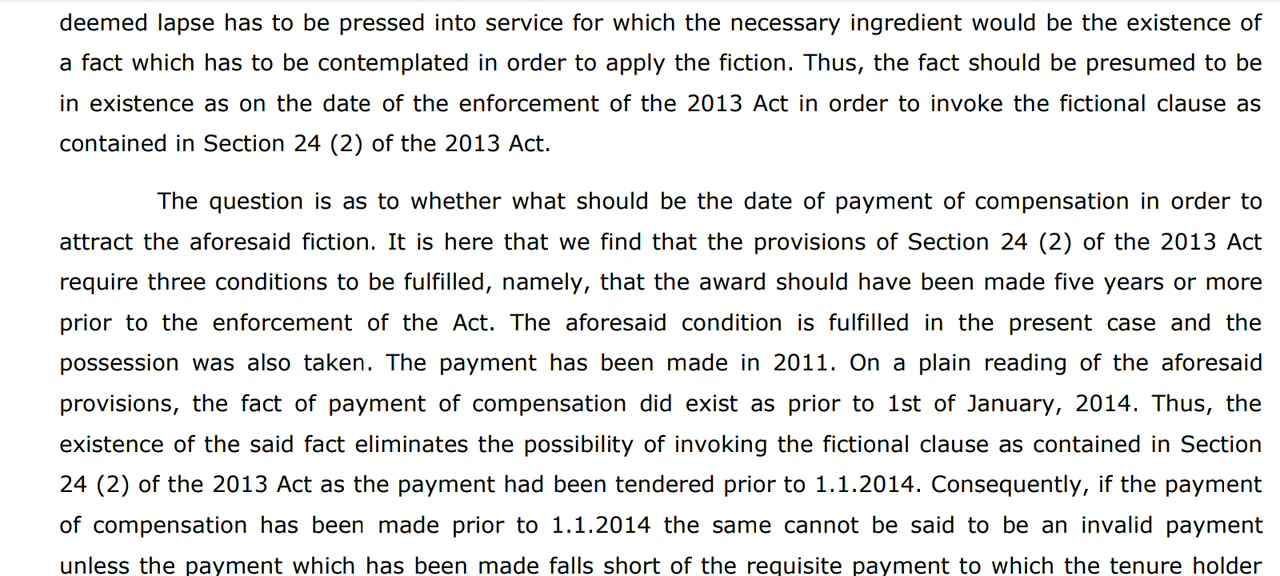 deemed lapse has to be pressed into service for which the necessary ingredient would be the existence of
a fact which has to be contemplated in order to apply the fiction. Thus, the fact should be presumed to be
in existence as on the date of the enforcement of the 2013 Act in order to invoke the fictional clause as
contained in Section 24 (2) of the 2013 Act.
The question is as to whether what should be the date of payment of compensation in order to
attract the aforesaid fiction. It is here that we find that the provisions of Section 24 (2) of the 2013 Act
require three conditions to be fulfilled, namely, that the award should have been made five years or more
prior to the enforcement of the Act. The aforesaid condition is fulfilled in the present case and the
possession was also taken. The payment has been made in 2011. On a plain reading of the aforesaid
provisions, the fact of payment of compensation did exist as prior to 1st of January, 2014. Thus, the
existence of the said fact eliminates the possibility of invoking the fictional clause as contained in Section
24 (2) of the 2013 Act as the payment had been tendered prior to 1.1.2014. Consequently, if the payment
of compensation has been made prior to 1.1.2014 the same cannot be said to be an invalid payment
unless the payment which has been made falls short of the requisite payment to which the tenure holder